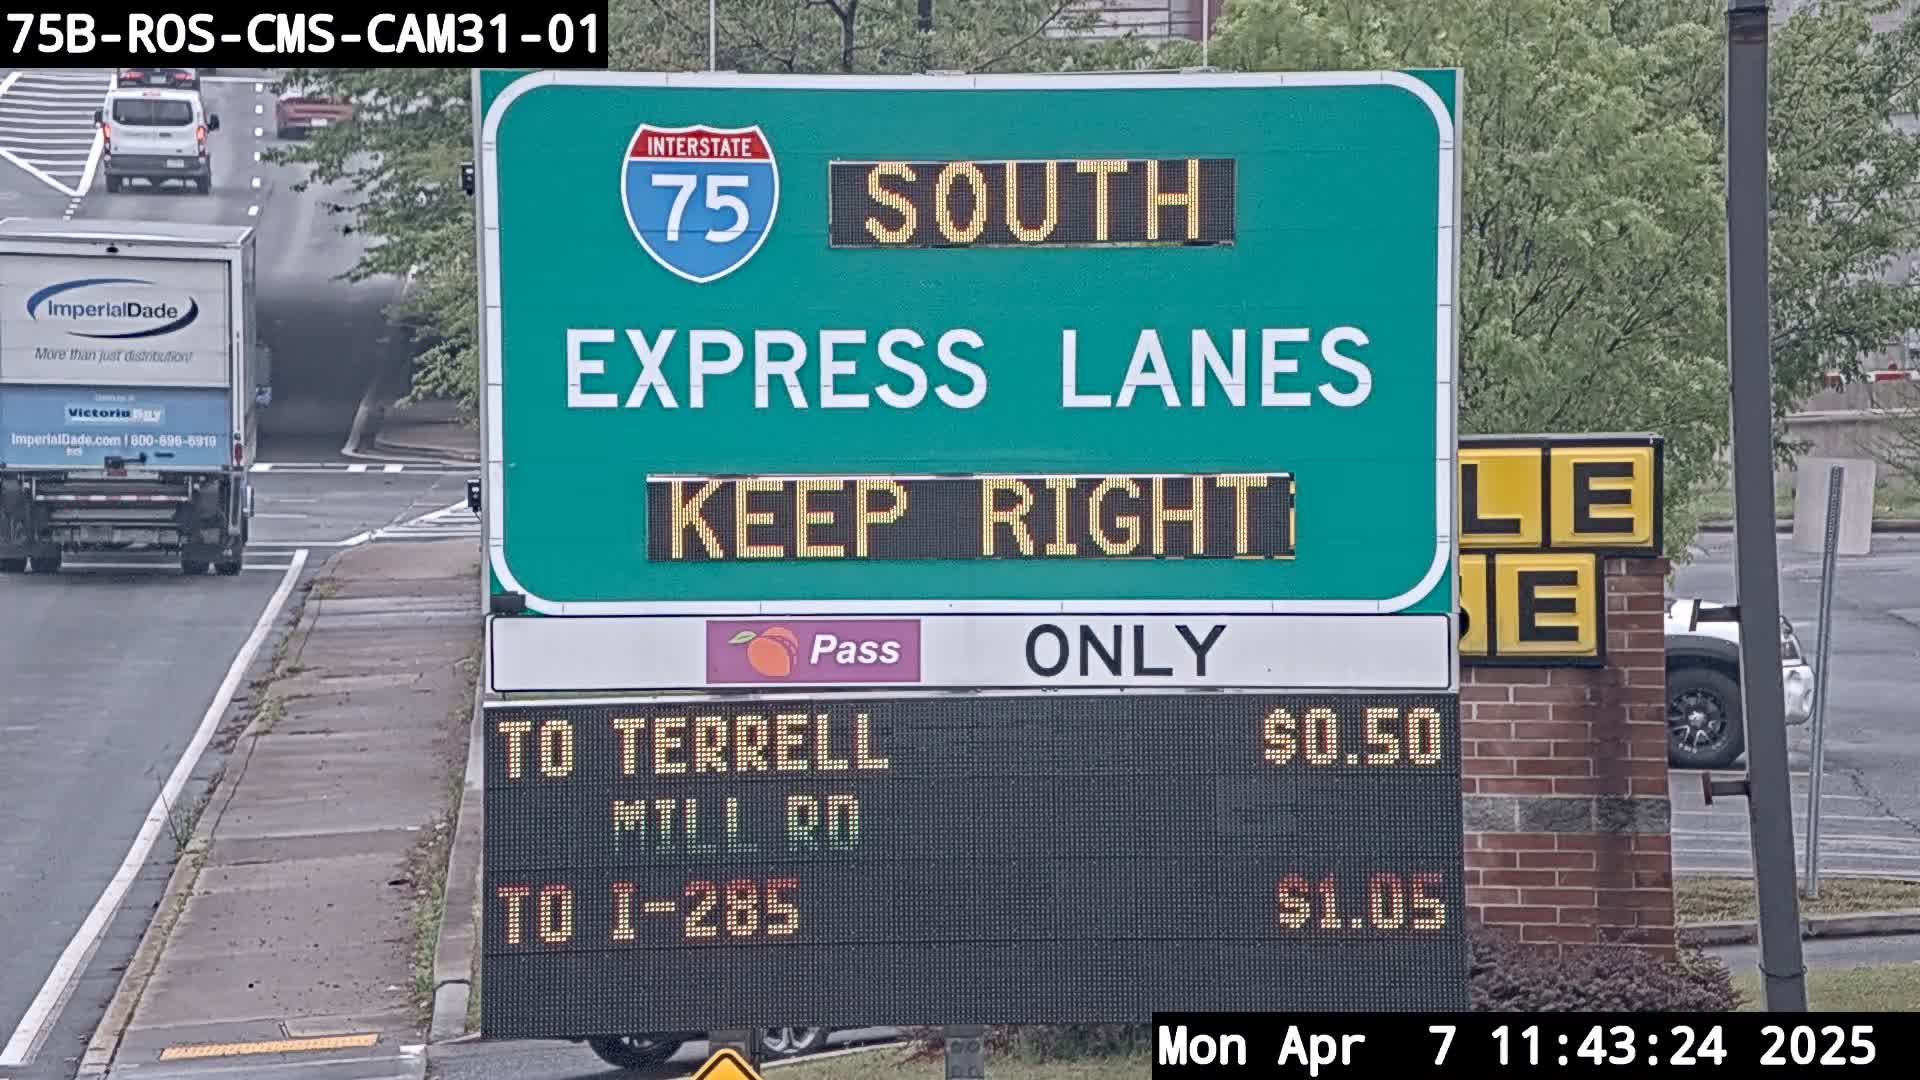 75B-ROS-CMS-CAM31-01
INTERSTATE
75
SOUTH
EXPRESS LANES
KEEP RIGHT
Pass ONLY
TO TERRELL $0.50
MILL RD
TO I-285 $1.05
ImperialDade
More than just distribution!
VictoriaBay
ImperialDade.com | 800-696-6919
LE
E
Mon Apr 7 11:43:24 2025